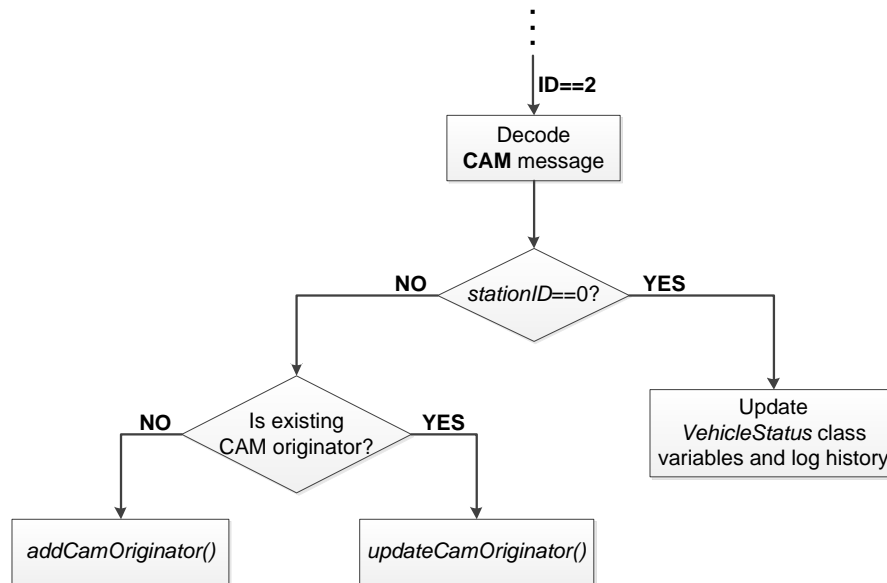 ID==2
Decode
CAM message
NO
stationID==0?
YES
NO
Is existing
CAM originator?
YES
Update
VehicleStatus class
variables and log history
addCamOriginator()
updateCamOriginator()